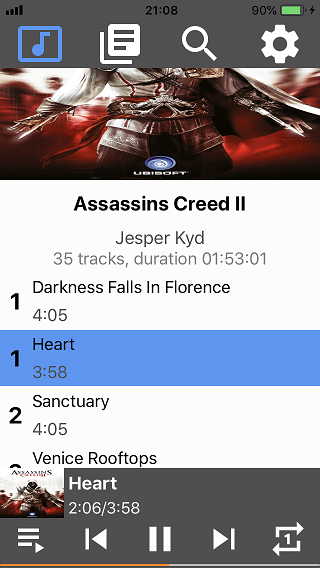 21:08
90%
UBISOFT
Assassins Creed II
Jesper Kyd
35 tracks, duration 01:53:01
Darkness Falls In Florence
1
4:05
Heart
1
3:58
Sanctuary
2
4:05
Venice Rooftops
ASSASSINS
Heart
2:06/3:58
1